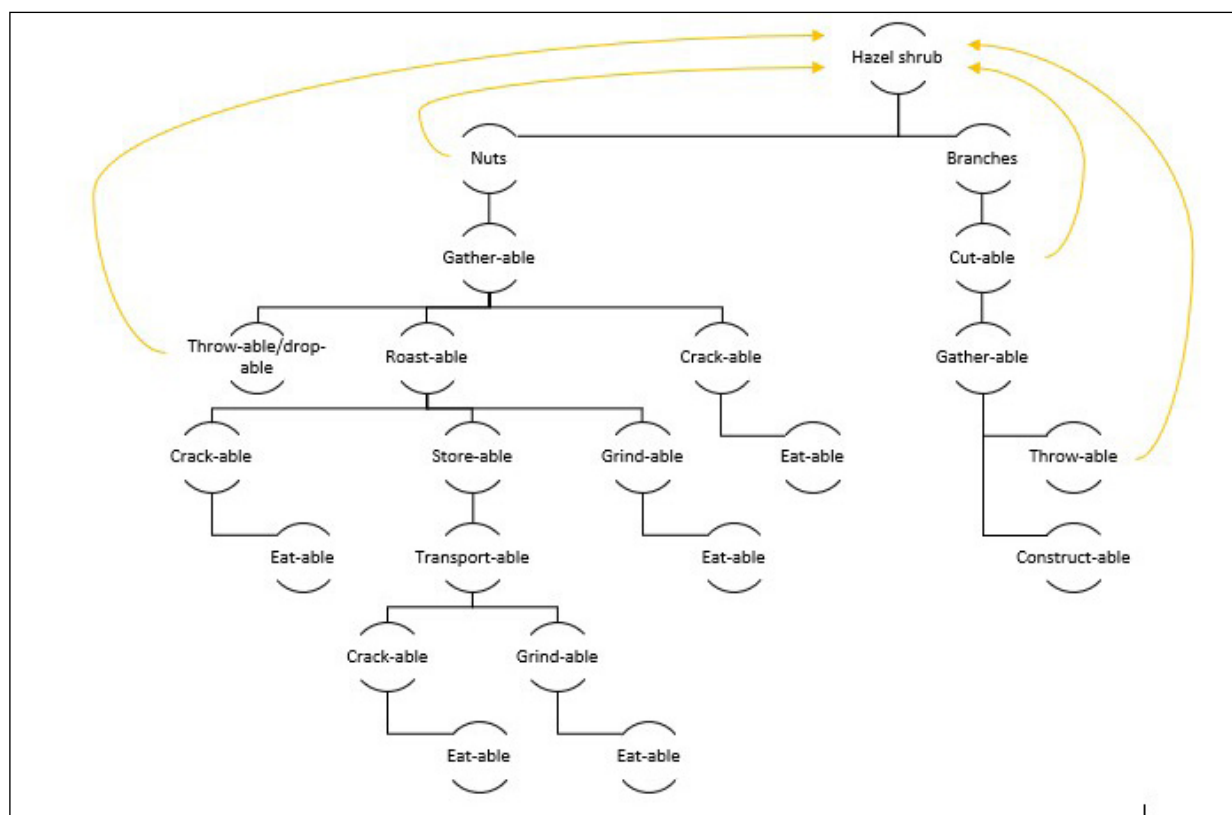 Hazel shrub
Nuts
Branches
Gather-able
Cut-able
Throw-able/drop-
able
Roast-able
Crack-able
Gather-able
Crack-able
Store-able
Grind-able
Eat-able
Throw-able
Eat-able
Transport-able
Eat-able
Construct-able
Crack-able
Grind-able
Eat-able
Eat-able